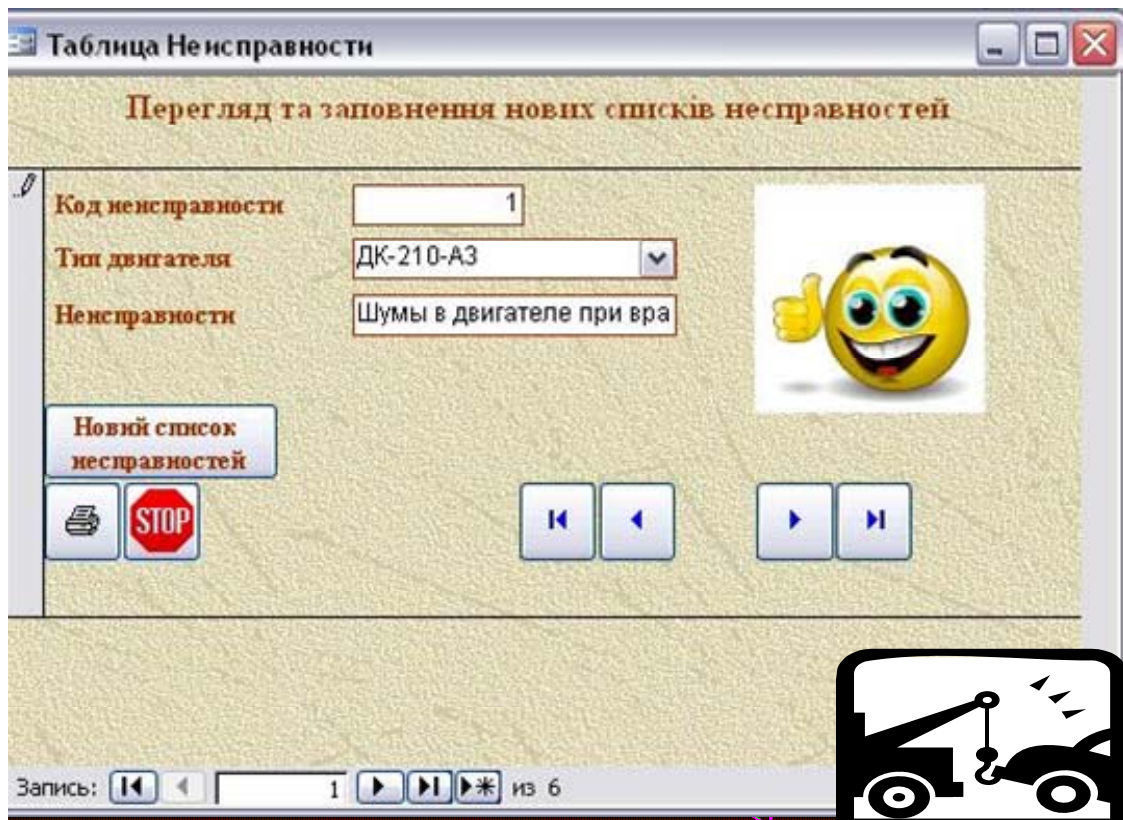 Таблица Неисправности
Перегляд та заповнення нових списків несправностей
Код неисправности 1
Тип двигателя ДК-210-АЗ
Неисправности Шумы в двигателе при вра
Новий список
несправностей
STOP
Запись: 1 из 6